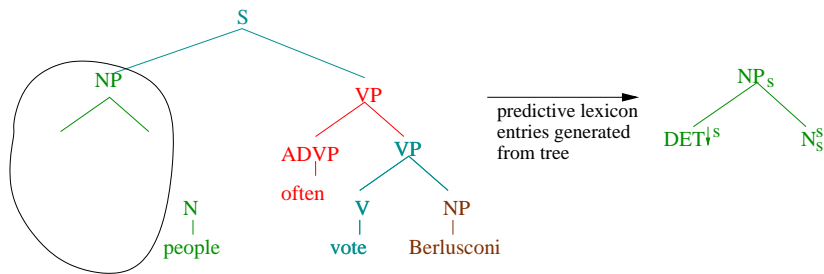 S
NP
VP
ADVP
VP
often
N
V
NP
people
vote
Berlusconi
predictive lexicon
entries generated
from tree
NPₛ
DET↓ˢ
Nₛˢ